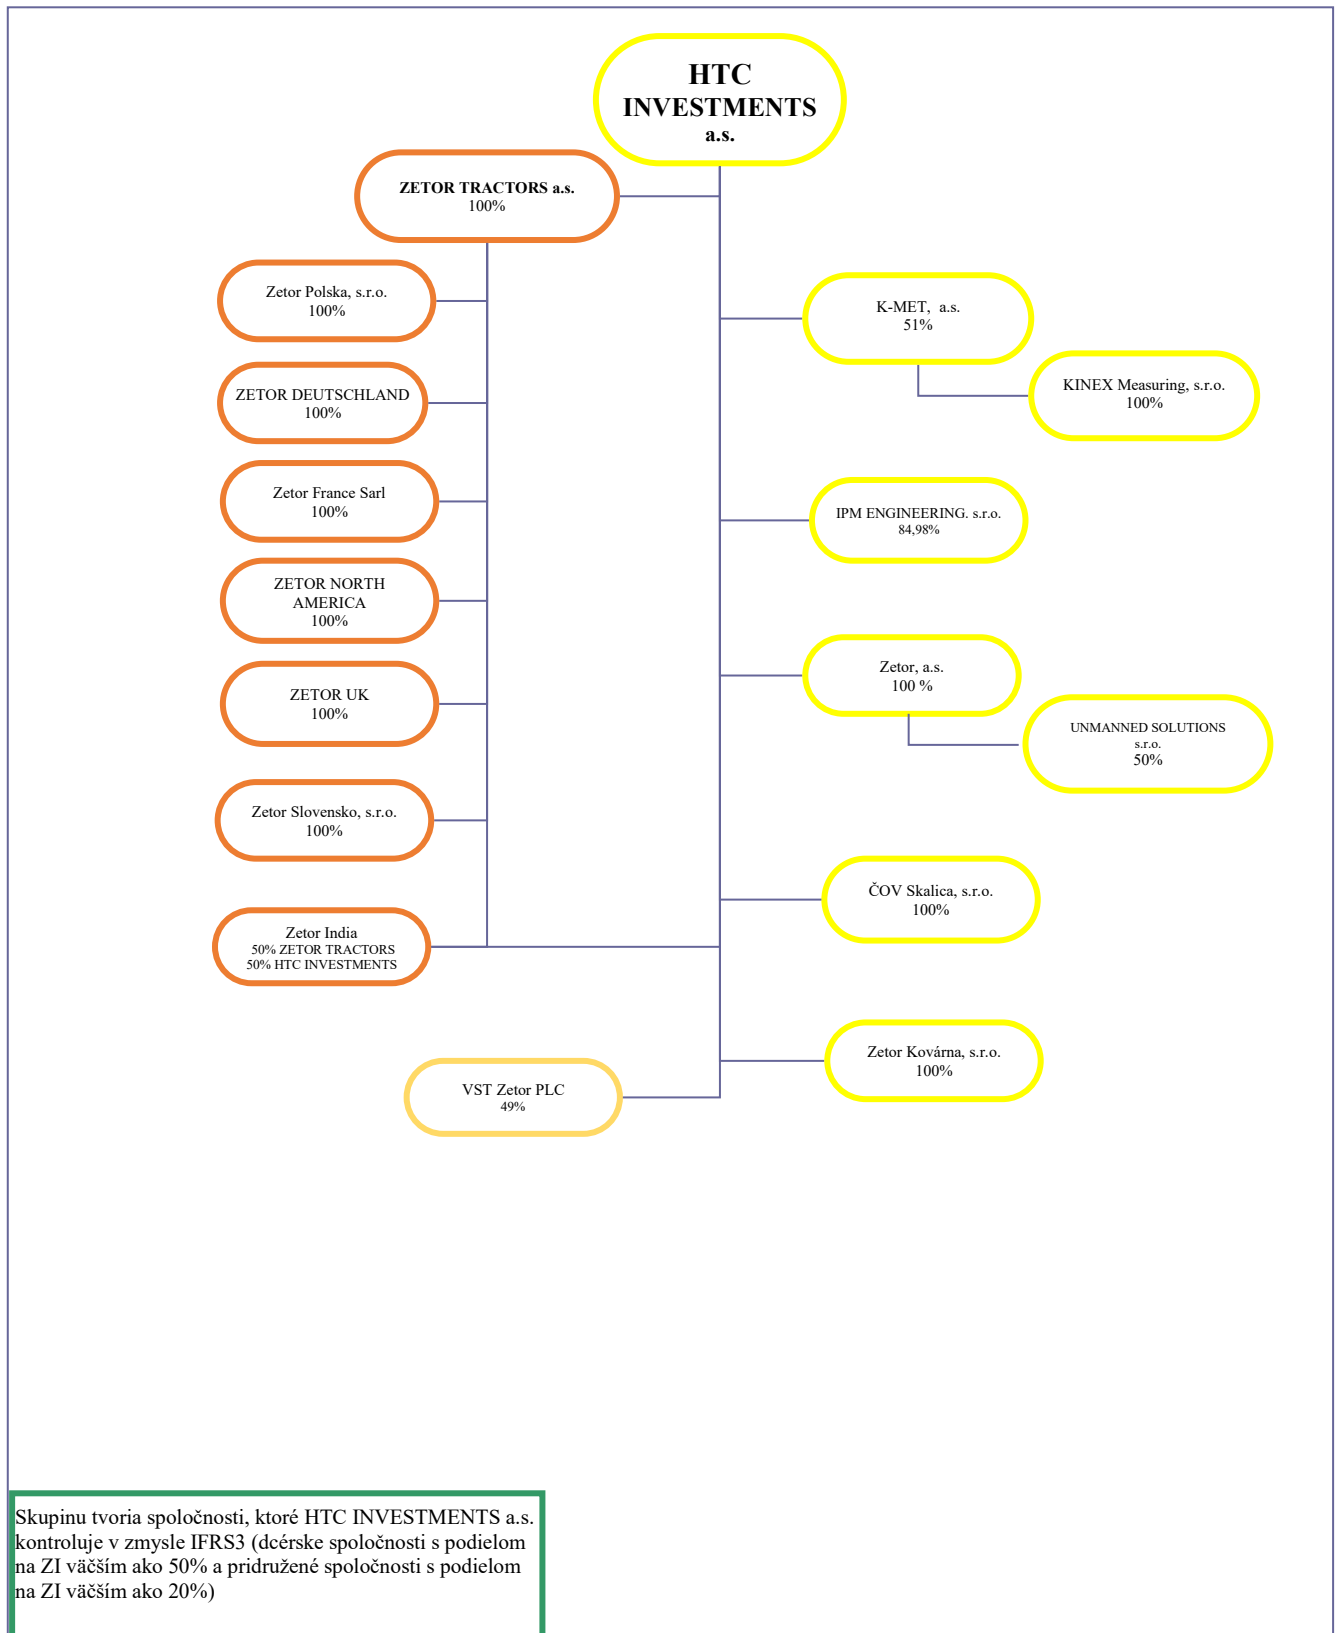 HTC
INVESTMENTS
a.s.
ZETOR TRACTORS a.s.
100%
Zetor Polska, s.r.o.
100%
ZETOR DEUTSCHLAND
100%
Zetor France Sarl
100%
ZETOR NORTH
AMERICA
100%
ZETOR UK
100%
Zetor Slovensko, s.r.o.
100%
Zetor India
50% ZETOR TRACTORS
50% HTC INVESTMENTS
VST Zetor PLC
49%
K-MET,  a.s.
51%
KINEX Measuring, s.r.o.
100%
IPM ENGINEERING. s.r.o.
84,98%
Zetor, a.s.
100 %
UNMANNED SOLUTIONS
s.r.o.
50%
ČOV Skalica, s.r.o.
100%
Zetor Kovárna, s.r.o.
100%
Skupinu tvoria spoločnosti, ktoré HTC INVESTMENTS a.s.
kontroluje v zmysle IFRS3 (dcérske spoločnosti s podielom
na ZI väčším ako 50% a pridružené spoločnosti s podielom
na ZI väčším ako 20%)